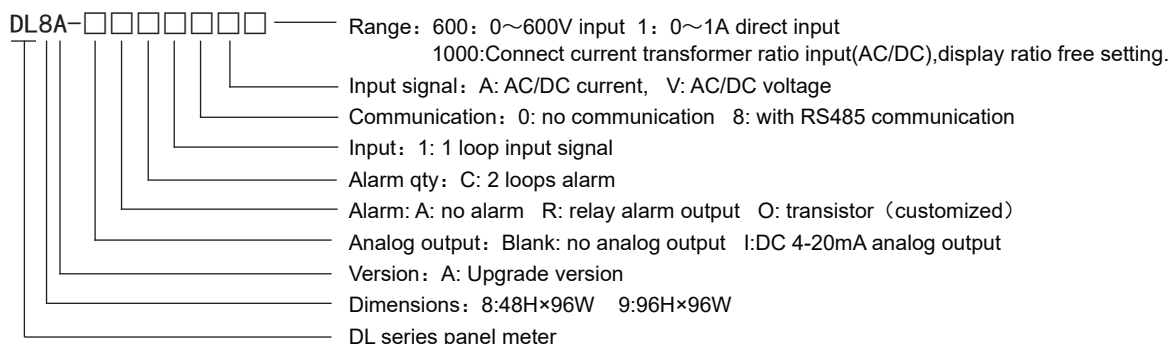 DL8A-□□□□□□□
Range：600：0～600V input 1：0～1A direct input
1000:Connect current transformer ratio input(AC/DC),display ratio free setting.
Input signal：A: AC/DC current, V: AC/DC voltage
Communication：0: no communication 8: with RS485 communication
Input：1: 1 loop input signal
Alarm qty：C: 2 loops alarm
Alarm: A: no alarm R: relay alarm output O: transistor（customized）
Analog output：Blank: no analog output I:DC 4-20mA analog output
Version：A: Upgrade version
Dimensions：8:48H×96W 9:96H×96W
DL series panel meter